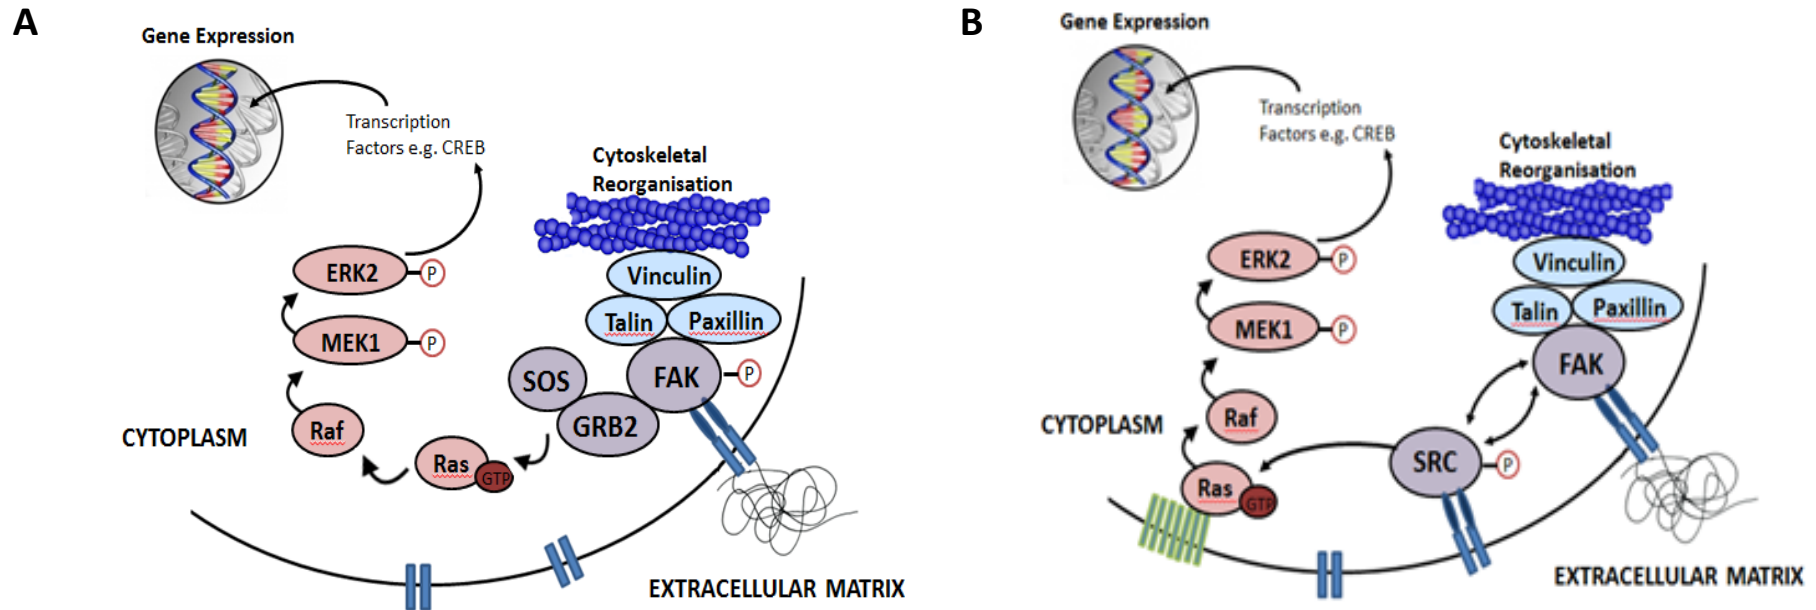 A
Gene Expression
Transcription
Factors e.g. CREB
Cytoskeletal
Reorganisation
Vinculin
Talin
Paxillin
ERK2
P
MEK1
P
SOS
FAK
P
GRB2
Raf
CYTOPLASM
Ras
GTP
EXTRACELLULAR MATRIX
B
Gene Expression
Transcription
Factors e.g. CREB
Cytoskeletal
Reorganisation
Vinculin
Talin
Paxillin
ERK2
P
MEK1
P
FAK
Raf
CYTOPLASM
SRC
P
Ras
GTP
EXTRACELLULAR MATRIX